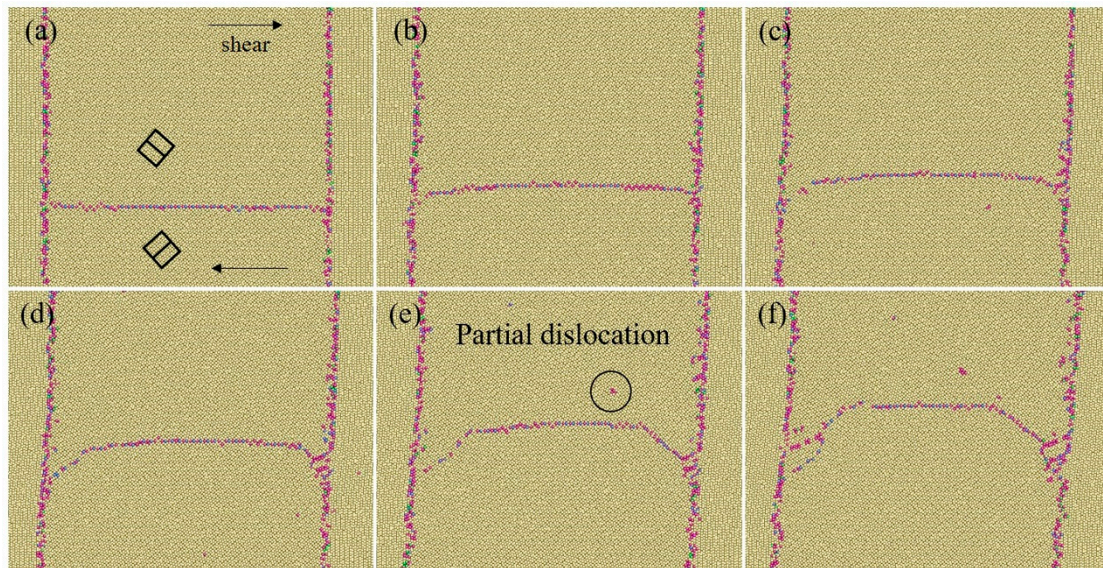 (a)
shear
(b)
(c)
(d)
(e)
Partial dislocation
(f)